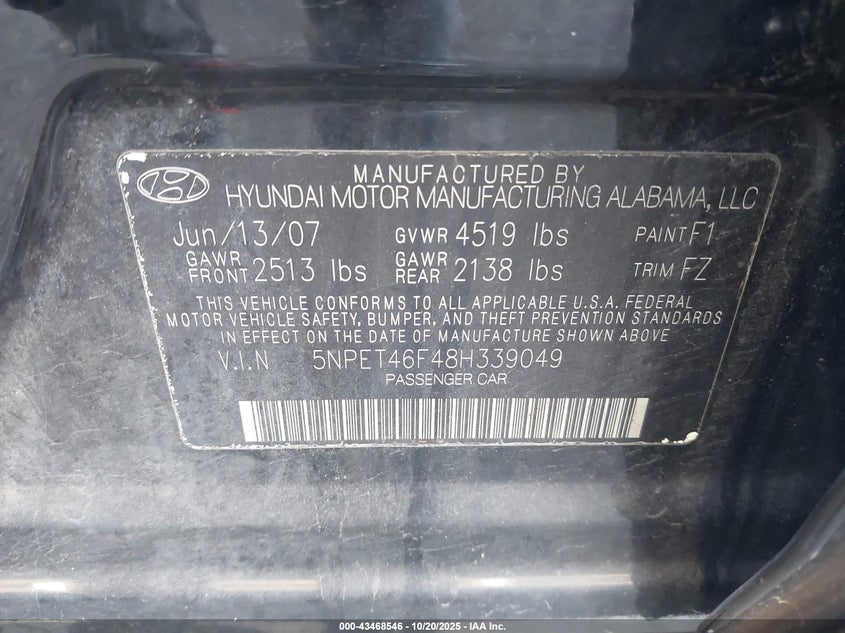 MANUFACTURED BY
HYUNDAI MOTOR MANUFACTURING ALABAMA, LLC
Jun/13/07 GVWR 4519 lbs PAINT F1
GAWR FRONT 2513 lbs GAWR REAR 2138 lbs TRIM FZ
THIS VEHICLE CONFORMS TO ALL APPLICABLE U.S.A. FEDERAL
MOTOR VEHICLE SAFETY, BUMPER, AND THEFT PREVENTION STANDARDS
IN EFFECT ON THE DATE OF MANUFACTURE SHOWN ABOVE
V.I.N 5NPET46F48H339049
PASSENGER CAR
000-43468546 - 10/20/2025 - IAA Inc.